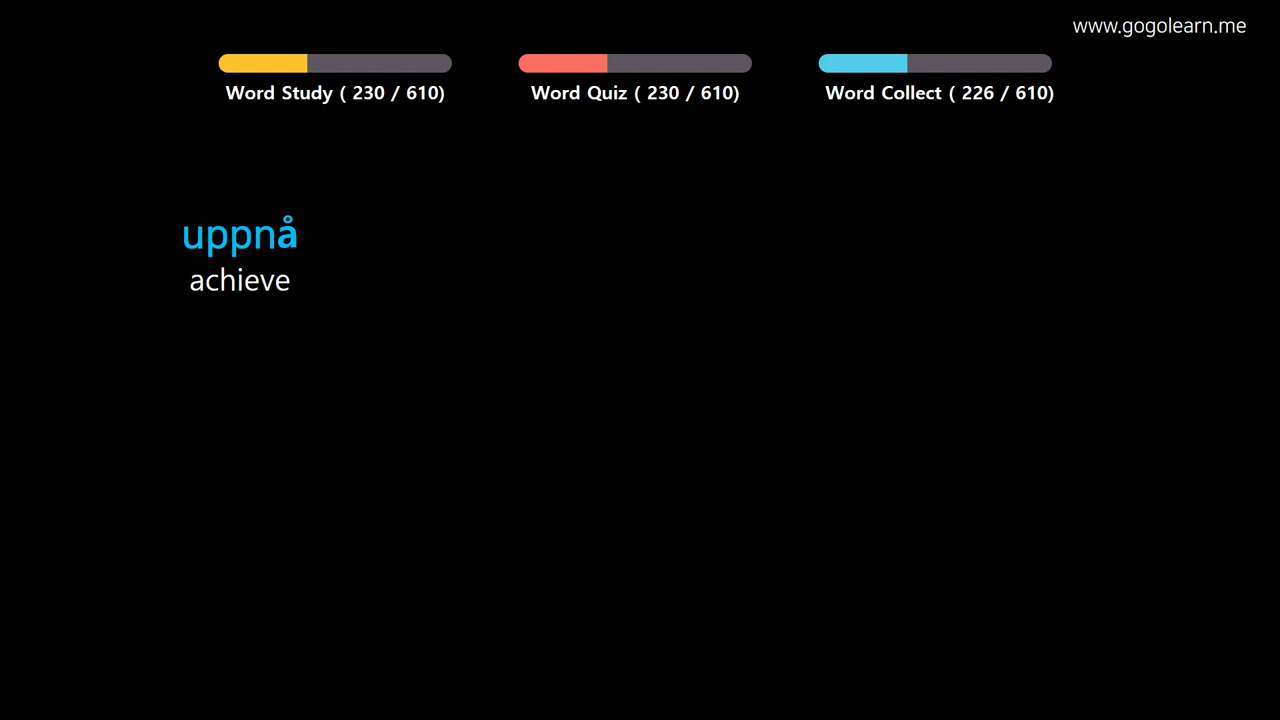 www.gogolearn.me
Word Study ( 230 / 610)
Word Quiz ( 230 / 610)
Word Collect ( 226 / 610)
uppnå
achieve